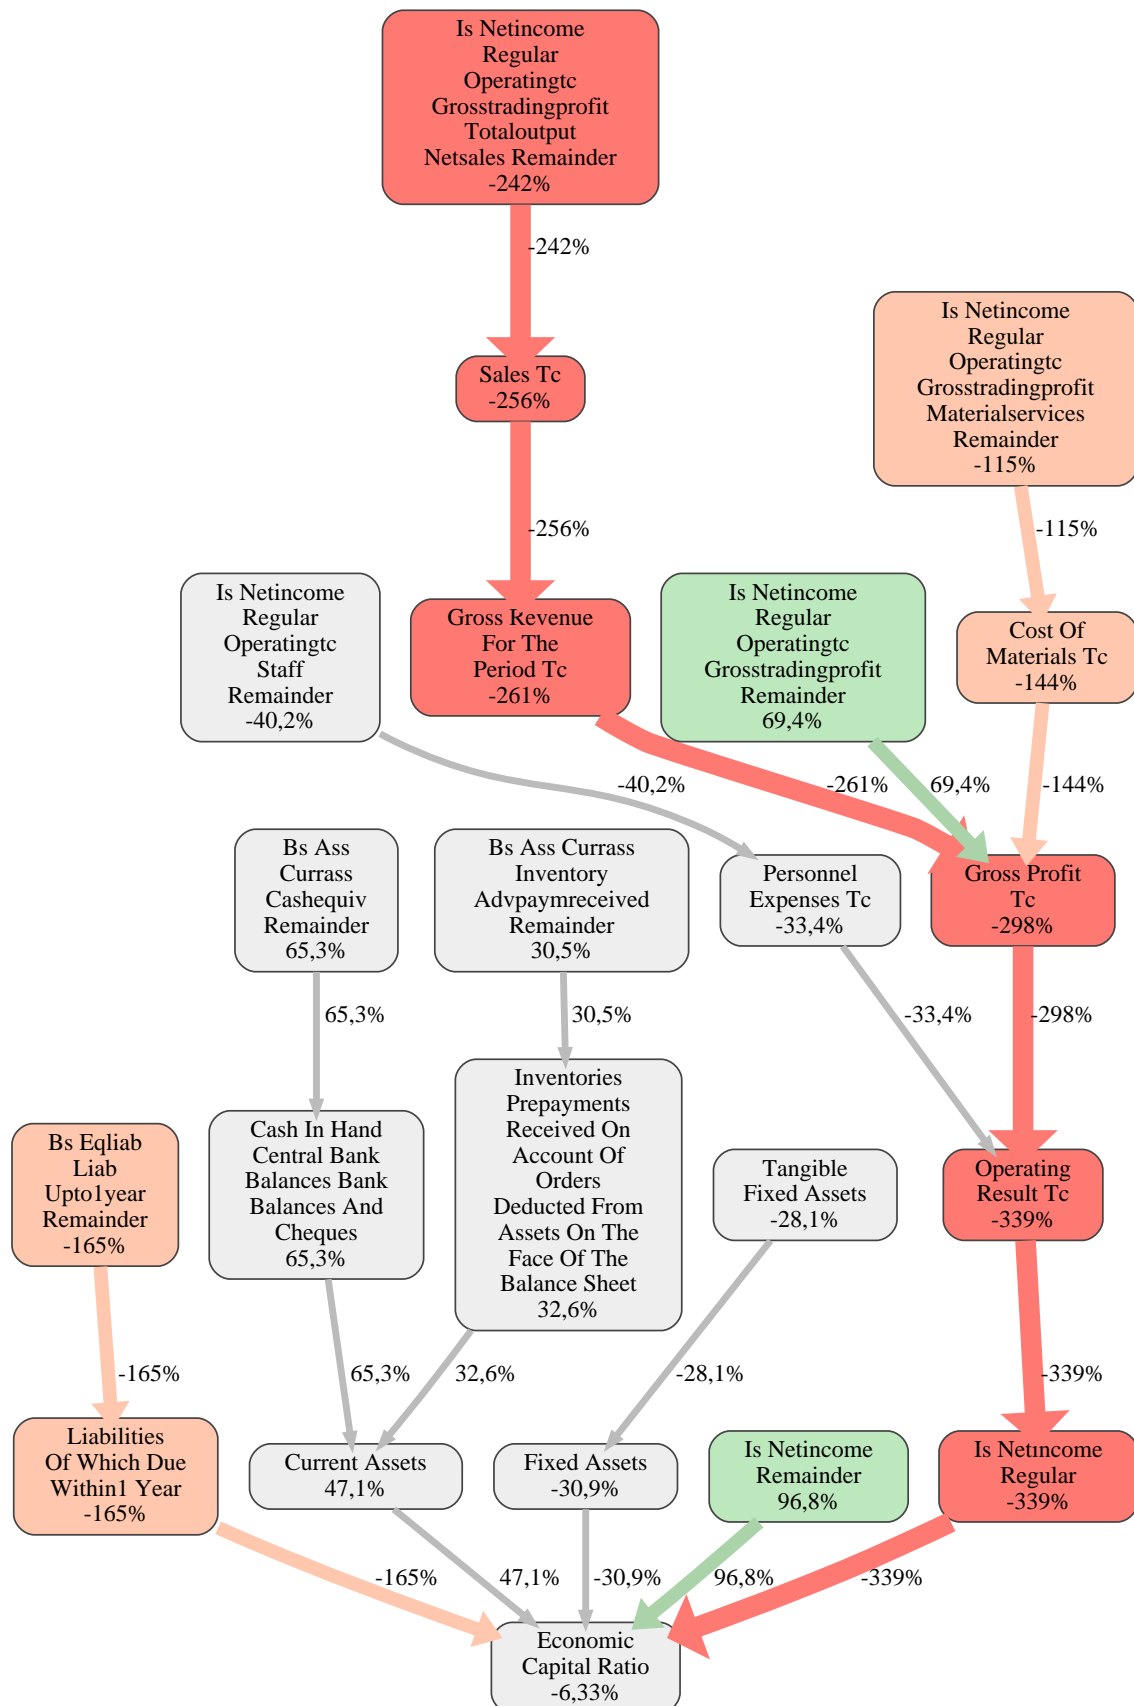 Is Netincome
Regular
Operatingtc
Grosstradingprofit
Totaloutput
Netsales Remainder
-242%
-242%
Sales Tc
-256%
Is Netincome
Regular
Operatingtc
Grosstradingprofit
Materialservices
Remainder
-115%
-256%
-115%
Is Netincome
Regular
Operatingtc
Staff
Remainder
-40,2%
Gross Revenue
For The
Period Tc
-261%
Is Netincome
Regular
Operatingtc
Grosstradingprofit
Remainder
69,4%
Cost Of
Materials Tc
-144%
-40,2%
-261%
69,4%
-144%
Bs Ass
Currass
Cashequiv
Remainder
65,3%
Bs Ass Currass
Inventory
Advpaymreceived
Remainder
30,5%
Personnel
Expenses Tc
-33,4%
Gross Profit
Tc
-298%
65,3%
30,5%
-33,4%
-298%
Bs Eqliab
Liab
Upto1year
Remainder
-165%
Cash In Hand
Central Bank
Balances Bank
Balances And
Cheques
65,3%
Inventories
Prepayments
Received On
Account Of
Orders
Deducted From
Assets On The
Face Of The
Balance Sheet
32,6%
Tangible
Fixed Assets
-28,1%
Operating
Result Tc
-339%
-165%
65,3%
32,6%
-28,1%
-339%
Liabilities
Of Which Due
Within1 Year
-165%
Current Assets
47,1%
Fixed Assets
-30,9%
Is Netincome
Remainder
96,8%
Is Netincome
Regular
-339%
-165%
47,1%
-30,9%
96,8%
-339%
Economic
Capital Ratio
-6,33%